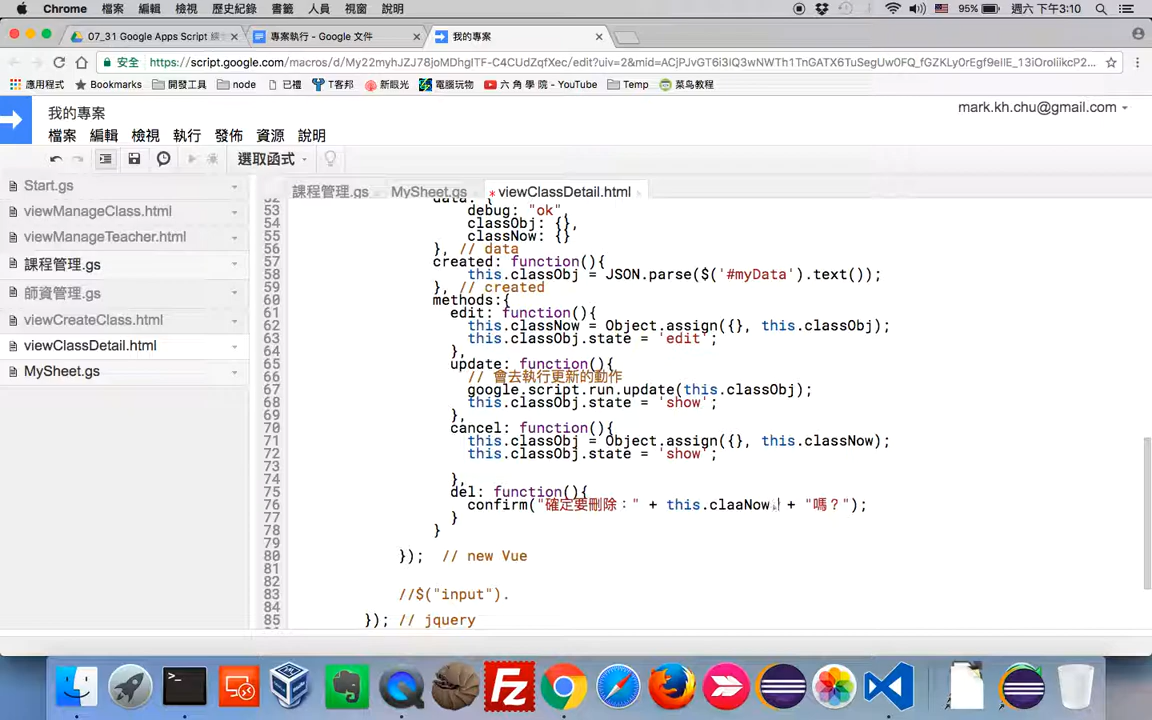 Chrome 檔案 編輯 檢視 歷史紀錄 書籤 人員 視窗 說明 95% 週六 下午3:10
07_31 Google Apps Script 練 × 專案執行 - Google 文件 × 我的專案 ×
安全 https://script.google.com/macros/d/My22myhJZJ78joMDhgITF-C4CUdZqfXec/edit?uiv=2&mid=
應用程式 Bookmarks 開發工具 node 已禮 T客邦 新眼光 電腦玩物 六 角 學 院 - YouTube Temp 菜鳥教程
我的專案 mark.kh.chu@gmail.com
檔案 編輯 檢視 執行 發佈 資源 說明
選取函式
Start.gs
viewManageClass.html
viewManageTeacher.html
課程管理.gs
師資管理.gs
viewCreateClass.html
viewClassDetail.html
MySheet.gs
課程管理.gs × MySheet.gs × * viewClassDetail.html ×
52 data: {
53 debug: "ok",
54 classObj: {},
55 classNow: {}
56 }, // data
57 created: function(){
58 this.classObj = JSON.parse($('#myData').text());
59 }, // created
60 methods:{
61 edit: function(){
62 this.classNow = Object.assign({}, this.classObj);
63 this.classObj.state = 'edit';
64 },
65 update: function(){
66 // 會去執行更新的動作
67 google.script.run.update(this.classObj);
68 this.classObj.state = 'show';
69 },
70 cancel: function(){
71 this.classObj = Object.assign({}, this.classNow);
72 this.classObj.state = 'show';
73
74 },
75 del: function(){
76 confirm("確定要刪除：" + this.claaNow. + "嗎？");
77 }
78 }
79
80 }); // new Vue
81
82
83 //$("input").
84
85 }); // jquery